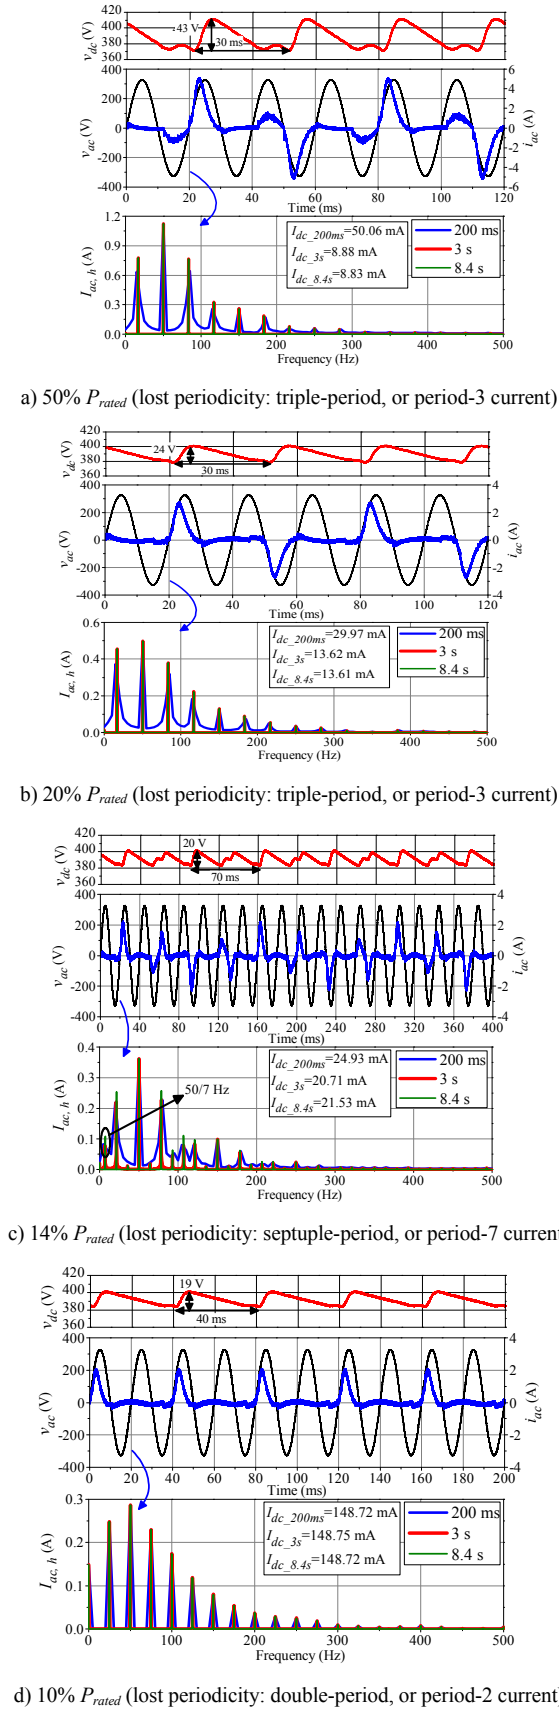 420
400
380
360
v_dc (V)
43 V
30 ms
400
200
0
-200
-400
v_ac (V)
6
4
2
0
-2
-4
-6
i_ac (A)
0 20 40 60 80 100 120
Time (ms)
1.2
0.9
0.6
0.3
0.0
I_ac, h (A)
I_dc_200ms=50.06 mA
I_dc_3s=8.88 mA
I_dc_8.4s=8.83 mA
200 ms
3 s
8.4 s
0 100 200 300 400 500
Frequency (Hz)
a) 50% P_rated (lost periodicity: triple-period, or period-3 current)
420
400
380
360
v_dc (V)
24 V
30 ms
400
200
0
-200
-400
v_ac (V)
4
2
0
-2
-4
i_ac (A)
0 20 40 60 80 100 120
Time (ms)
0.6
0.4
0.2
0.0
I_ac, h (A)
I_dc_200ms=29.97 mA
I_dc_3s=13.62 mA
I_dc_8.4s=13.61 mA
200 ms
3 s
8.4 s
0 100 200 300 400 500
Frequency (Hz)
b) 20% P_rated (lost periodicity: triple-period, or period-3 current)
420
400
380
360
v_dc (V)
20 V
70 ms
400
200
0
-200
-400
v_ac (V)
4
2
0
-2
-4
i_ac (A)
0 40 80 120 160 200 240 280 320 360 400
Time (ms)
0.4
0.3
0.2
0.1
0.0
I_ac, h (A)
50/7 Hz
I_dc_200ms=24.93 mA
I_dc_3s=20.71 mA
I_dc_8.4s=21.53 mA
200 ms
3 s
8.4 s
0 100 200 300 400 500
Frequency (Hz)
c) 14% P_rated (lost periodicity: septuple-period, or period-7 current
420
400
380
360
v_dc (V)
19 V
40 ms
400
200
0
-200
-400
v_ac (V)
4
2
0
-2
-4
i_ac (A)
0 20 40 60 80 100 120 140 160 180 200
Time (ms)
0.3
0.2
0.1
0.0
I_ac, h (A)
I_dc_200ms=148.72 mA
I_dc_3s=148.75 mA
I_dc_8.4s=148.72 mA
200 ms
3 s
8.4 s
0 100 200 300 400 500
Frequency (Hz)
d) 10% P_rated (lost periodicity: double-period, or period-2 current)